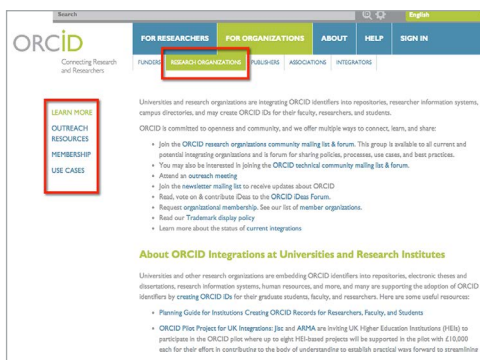 Search
English
ORCID
Connecting Research
and Researchers
FOR RESEARCHERS FOR ORGANIZATIONS ABOUT HELP SIGN IN
FUNDERS RESEARCH ORGANIZATIONS PUBLISHERS ASSOCIATIONS INTEGRATORS
LEARN MORE
OUTREACH
RESOURCES
MEMBERSHIP
USE CASES
Universities and research organizations are integrating ORCID identifiers into repositories, researcher information systems,
campus directories, and may create ORCID IDs for their faculty, researchers, and students.
ORCID is committed to openness and community, and we offer multiple ways to connect, learn, and share:
Join the ORCID research organizations community mailing list & forum. This group is available to all current and
potential integrating organizations and is forum for sharing policies, processes, use cases, and best practices.
You may also be interested in joining the ORCID technical community mailing list & forum.
Attend an outreach meeting
Join the newsletter mailing list to receive updates about ORCID
Read, vote on & contribute iDeas to the ORCID iDeas Forum.
Request organizational membership. See our list of member organizations.
Read our Trademark display policy
Learn more about the status of current integrations
About ORCID Integrations at Universities and Research Institutes
Universities and other research organizations are embedding ORCID identifiers into repositories, electronic theses and
dissertations, research information systems, human resources, and more, and many are supporting the adoption of ORCID
identifiers by creating ORCID IDs for their graduate students, faculty, and researchers. Here are some useful resources:
Planning Guide for Institutions Creating ORCID Records for Researchers, Faculty, and Students
ORCID Pilot Project for UK Integrations: Jisc and ARMA are inviting UK Higher Education Institutions (HEIs) to
participate in the ORCID pilot where up to eight HEI-based projects will be supported in the pilot with £10,000
each for their effort in contributing to the body of understanding to establish practical ways forward to streamline